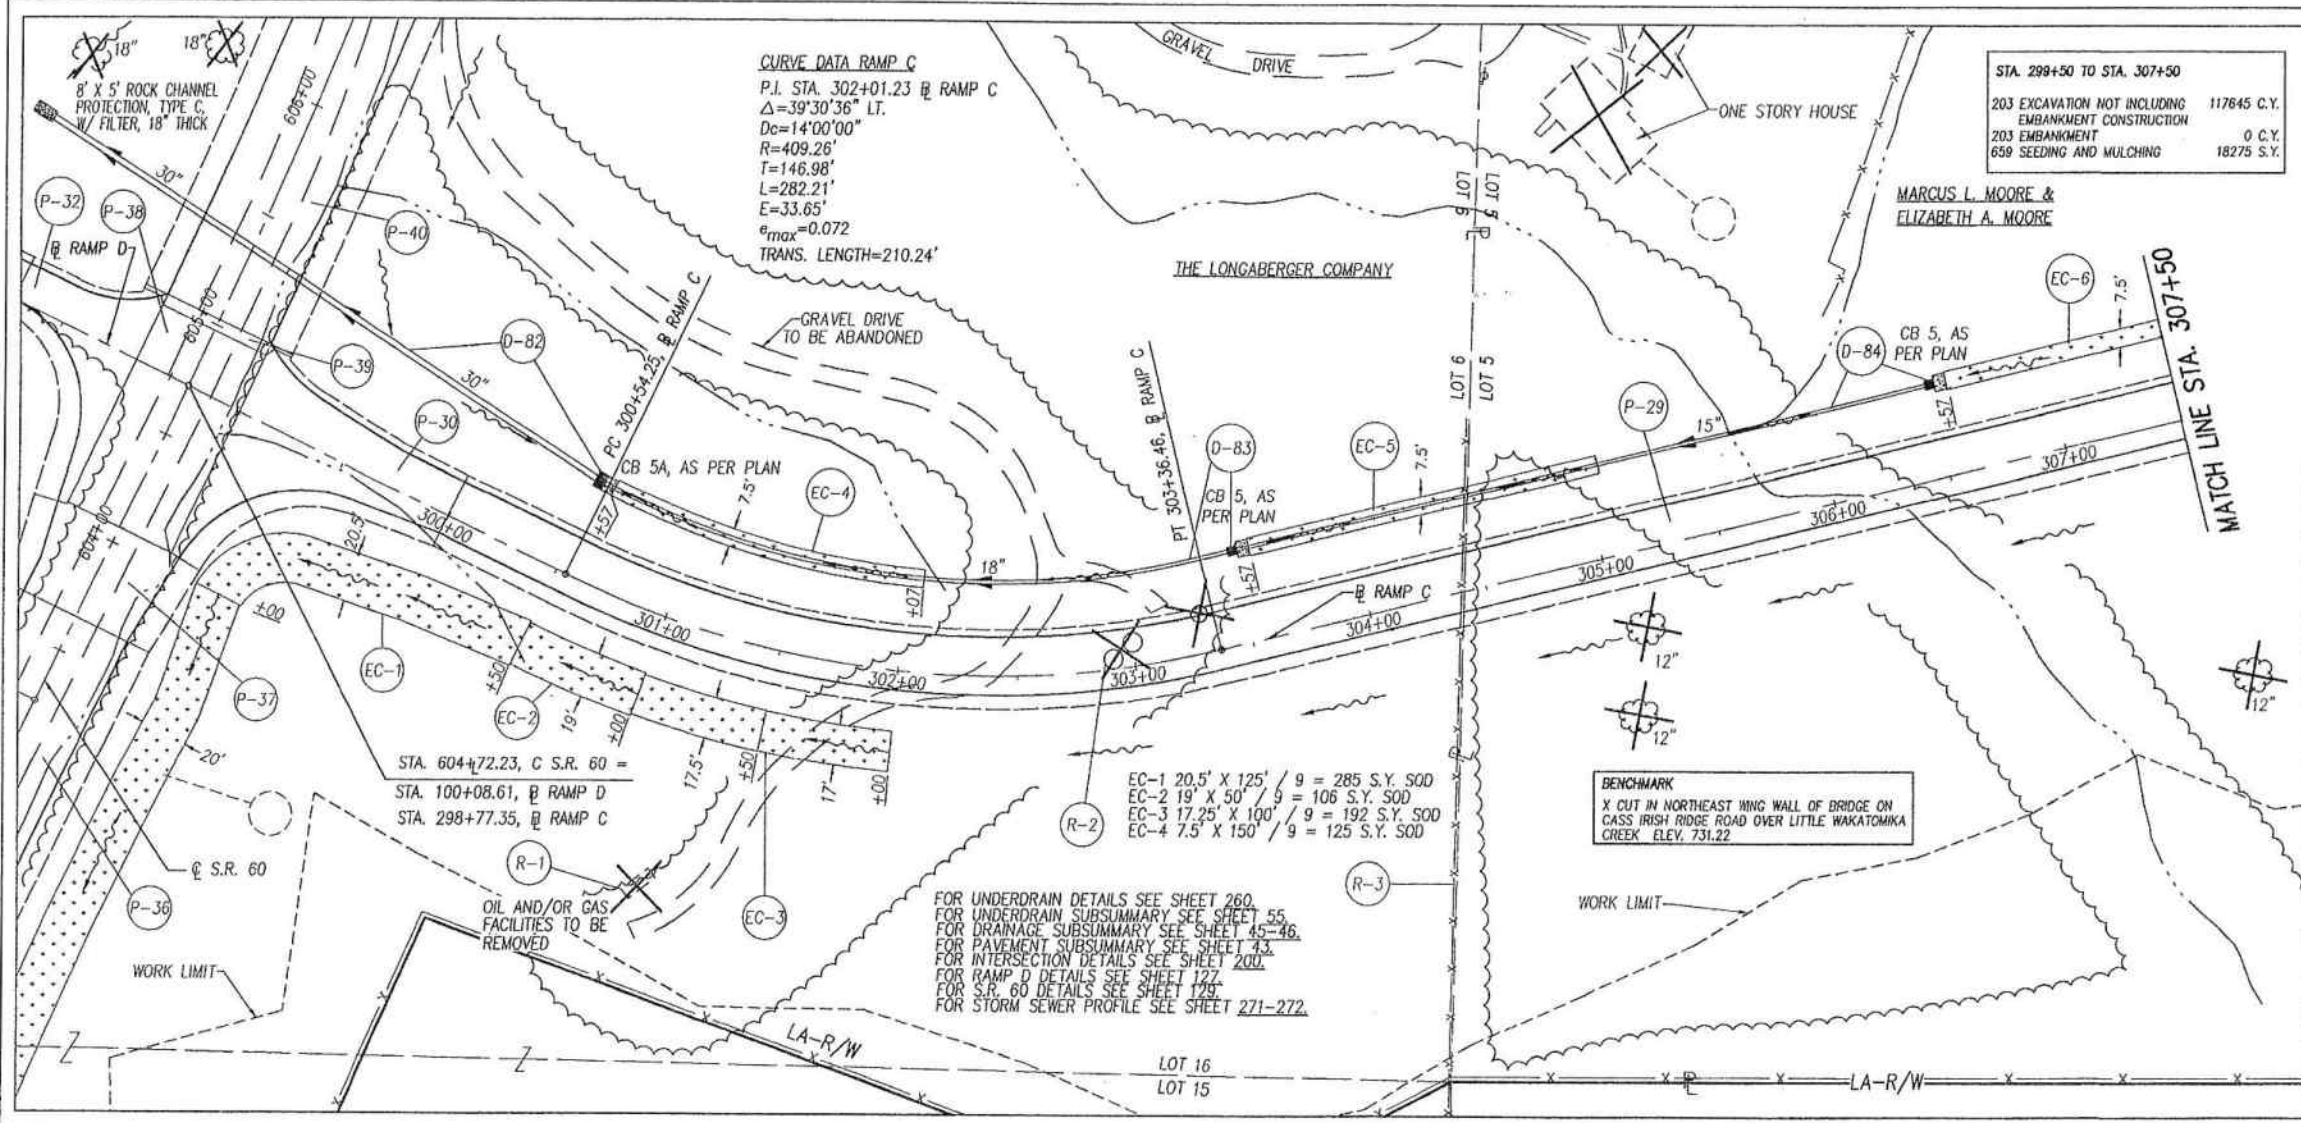 18"
18"
8' X 5' ROCK CHANNEL
PROTECTION, TYPE C,
W/ FILTER, 18" THICK
606+00
CURVE DATA RAMP C
P.I. STA. 302+01.23 ⅊ RAMP C
Δ=39°30'36" LT.
Dc=14°00'00"
R=409.26'
T=146.98'
L=282.21'
E=33.65'
emax=0.072
TRANS. LENGTH=210.24'
GRAVEL
DRIVE
ONE STORY HOUSE
STA. 299+50 TO STA. 307+50
203 EXCAVATION NOT INCLUDING 117645 C.Y.
EMBANKMENT CONSTRUCTION
203 EMBANKMENT 0 C.Y.
659 SEEDING AND MULCHING 18275 S.Y.
MARCUS L. MOORE &
ELIZABETH A. MOORE
30"
P-32
P-38
P-40
RAMP D
605+00
LOT 6
LOT 5
THE LONGABERGER COMPANY
MATCH LINE STA. 307+50
EC-6
7.5'
GRAVEL DRIVE
TO BE ABANDONED
D-82
P-39
30"
PC 300+54.25, RAMP C
PT 303+36.46, RAMP C
LOT 6
LOT 5
CB 5, AS
PER PLAN
D-84
+57
P-30
P-29
15"
CB 5A, AS PER PLAN
EC-4
7.5'
+57
D-83
EC-5
7.5'
CB 5, AS
PER PLAN
+57
307+00
306+00
305+00
304+00
303+00
302+00
301+00
300+00
604+00
20.5'
18"
+07
RAMP C
+00
EC-1
P-37
+50
EC-2
19'
+00
17.5'
+50
17'
+00
20'
12"
12"
12"
STA. 604+72.23, C S.R. 60 =
STA. 100+08.61, RAMP D
STA. 298+77.35, RAMP C
EC-1 20.5' X 125' / 9 = 285 S.Y. SOD
EC-2 19' X 50' / 9 = 106 S.Y. SOD
EC-3 17.25' X 100' / 9 = 192 S.Y. SOD
EC-4 7.5' X 150' / 9 = 125 S.Y. SOD
BENCHMARK
X CUT IN NORTHEAST WING WALL OF BRIDGE ON
CASS IRISH RIDGE ROAD OVER LITTLE WAKATOMIKA
CREEK ELEV. 731.22
R-2
R-1
S.R. 60
P-36
EC-3
R-3
OIL AND/OR GAS
FACILITIES TO BE
REMOVED
WORK LIMIT
WORK LIMIT
FOR UNDERDRAIN DETAILS SEE SHEET 260.
FOR UNDERDRAIN SUBSUMMARY SEE SHEET 55.
FOR DRAINAGE SUBSUMMARY SEE SHEET 45-46.
FOR PAVEMENT SUBSUMMARY SEE SHEET 43.
FOR INTERSECTION DETAILS SEE SHEET 200.
FOR RAMP D DETAILS SEE SHEET 127.
FOR S.R. 60 DETAILS SEE SHEET 129.
FOR STORM SEWER PROFILE SEE SHEET 271-272.
LA-R/W
LOT 16
LOT 15
LA-R/W